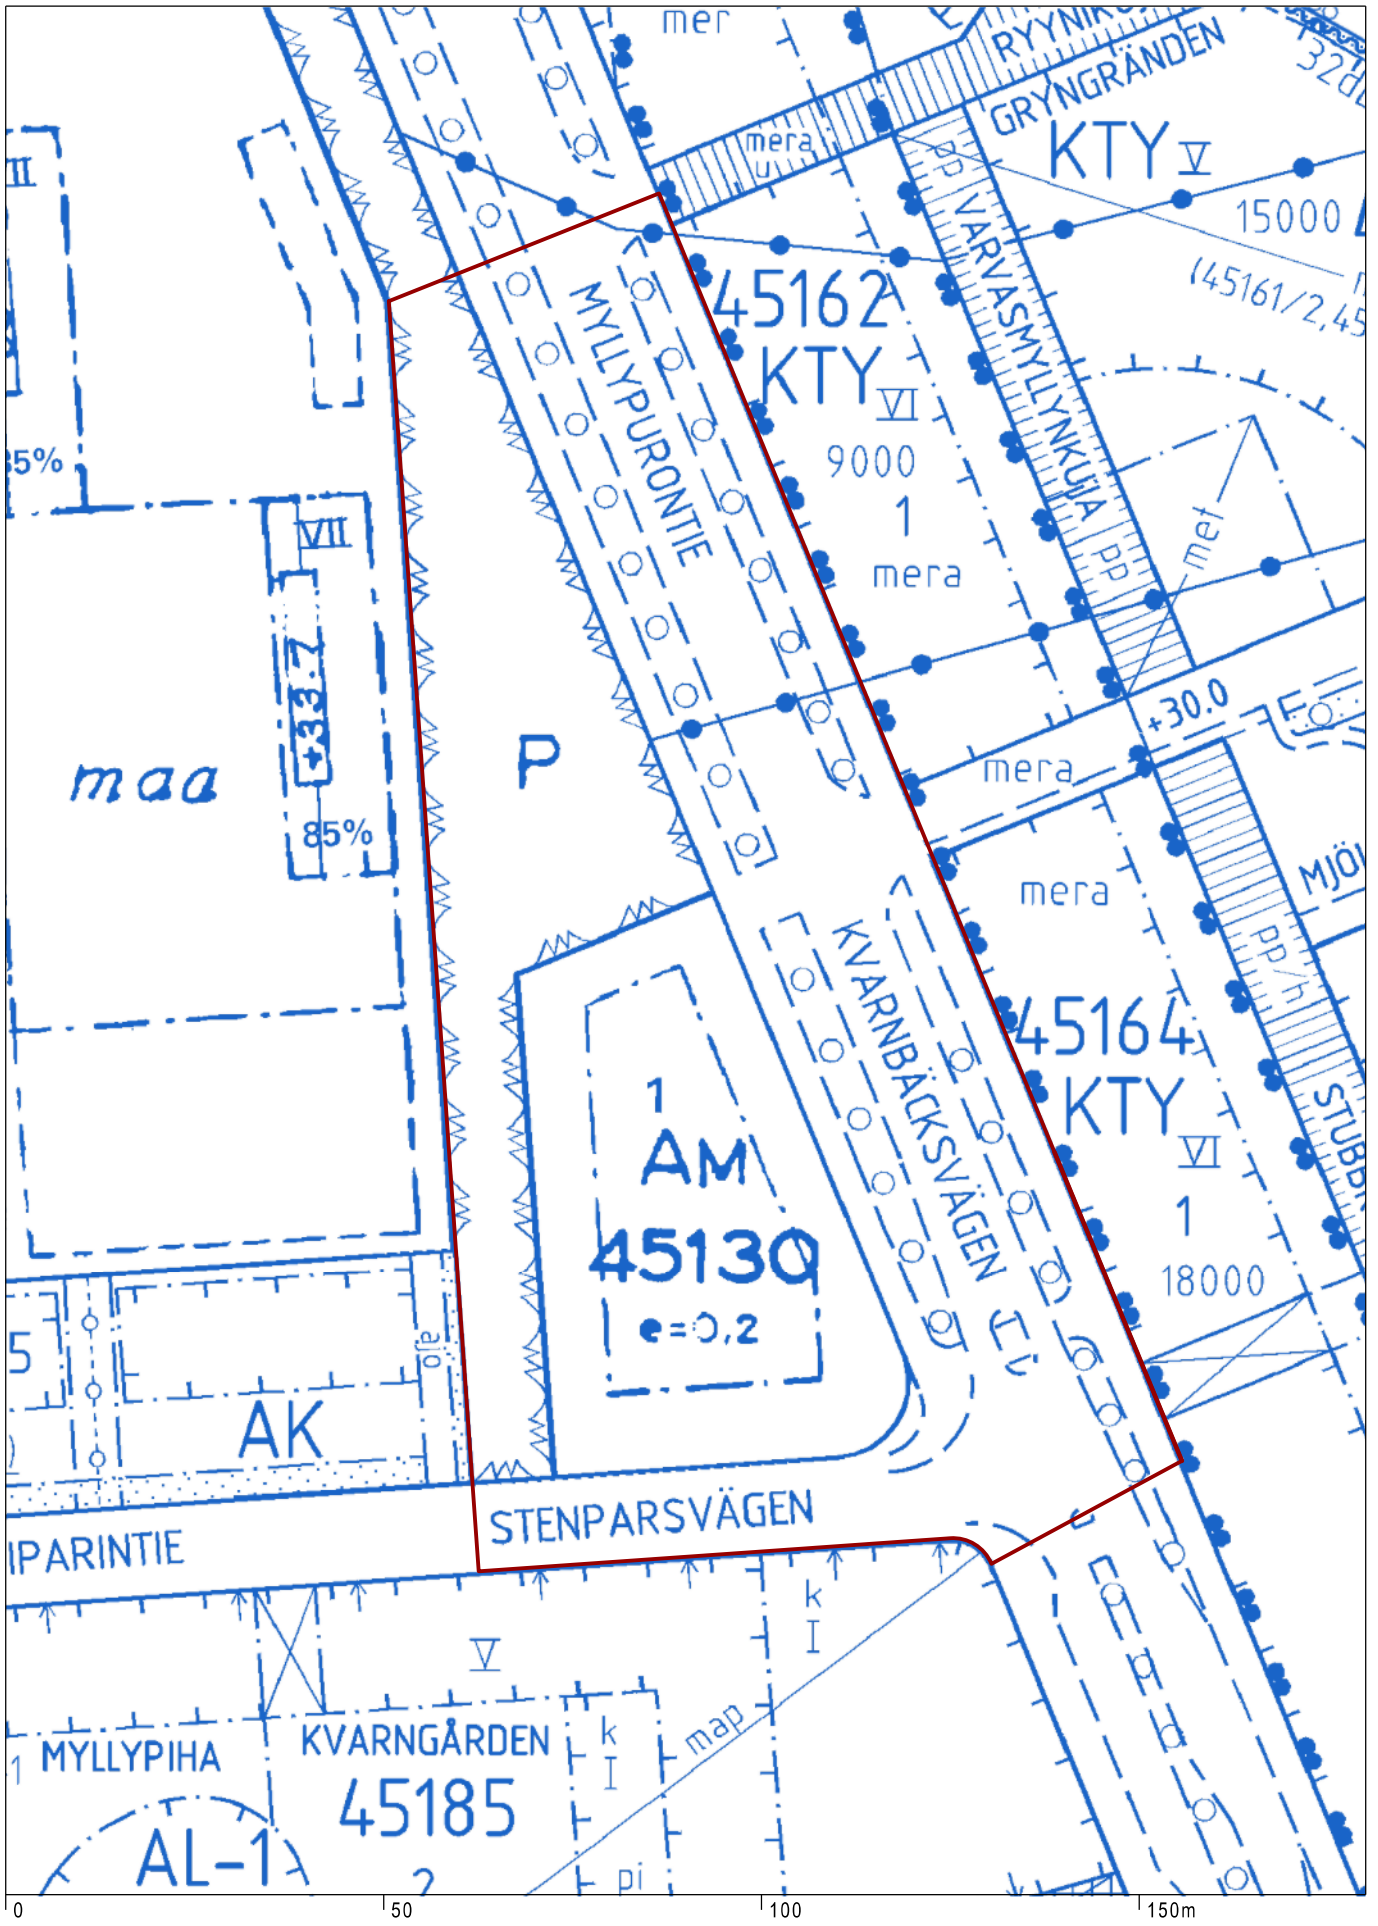 mer
RYYNIKU
GRYNGRÄNDEN
32d
mera
u
KTY V
pp
VARVASMYLLYNKUJA
pp
15000
(45161/2,45
III
45162
KTY
VI
9000
1
mera
MYLLYPURONTIE
85%
VII
+33.7
85%
maa
P
met
+30.0
mera
mera
MJÖ
pp/h
STUBB
45164
KTY
VI
1
18000
KVARNBÄCKSVÄGEN
1
AM
45130
e=0,2
5
ajo
AK
STENPARSVÄGEN
IPARINTIE
k
I
V
map
MYLLYPIHA
KVARNGÅRDEN
45185
k
I
1
AL-1
2
pi
0 50 100 150m